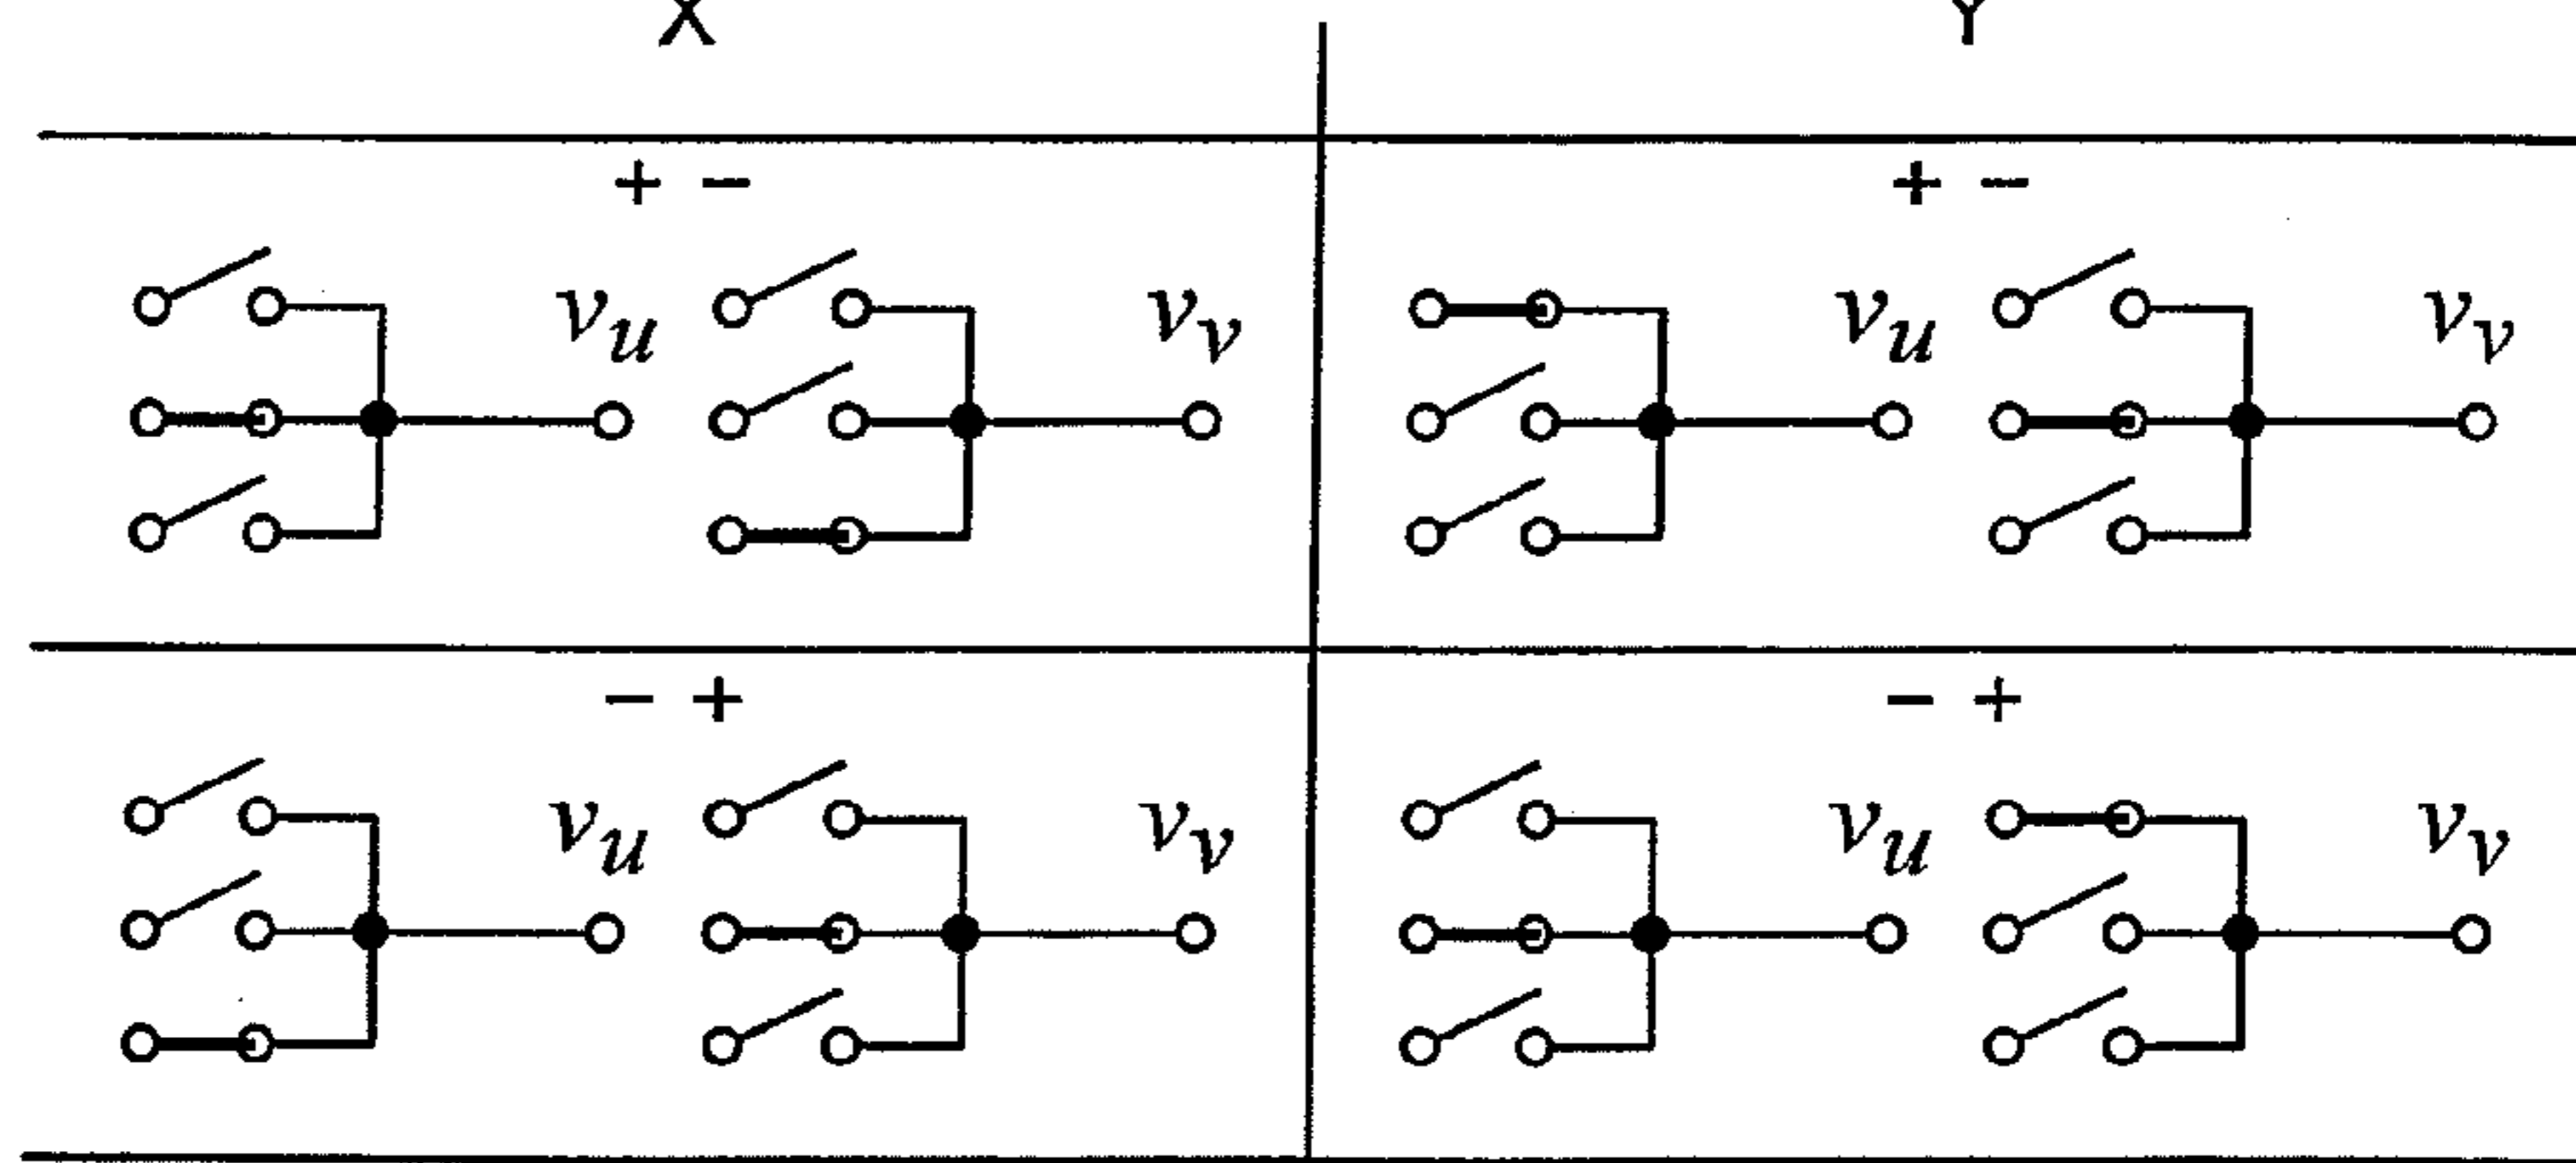 X Y
+ − + −
v_u v_v v_u v_v
− + − +
v_u v_v v_u v_v